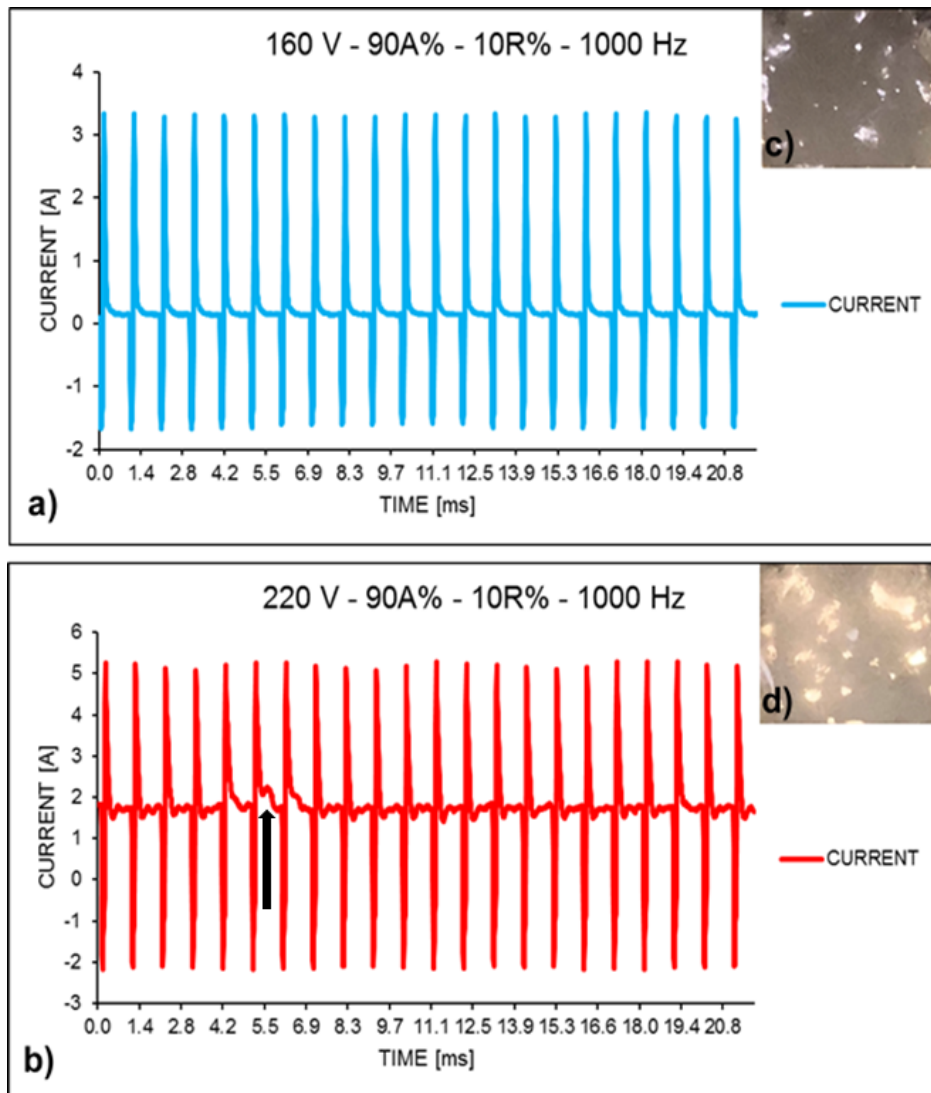 160 V - 90A% - 10R% - 1000 Hz
c)
4
3
2
1
0
-1
-2
CURRENT [A]
CURRENT
0.0 1.4 2.8 4.2 5.5 6.9 8.3 9.7 11.1 12.5 13.9 15.3 16.6 18.0 19.4 20.8
TIME [ms]
a)
220 V - 90A% - 10R% - 1000 Hz
d)
6
5
4
3
2
1
0
-1
-2
-3
CURRENT [A]
CURRENT
0.0 1.4 2.8 4.2 5.5 6.9 8.3 9.7 11.1 12.5 13.9 15.3 16.6 18.0 19.4 20.8
TIME [ms]
b)